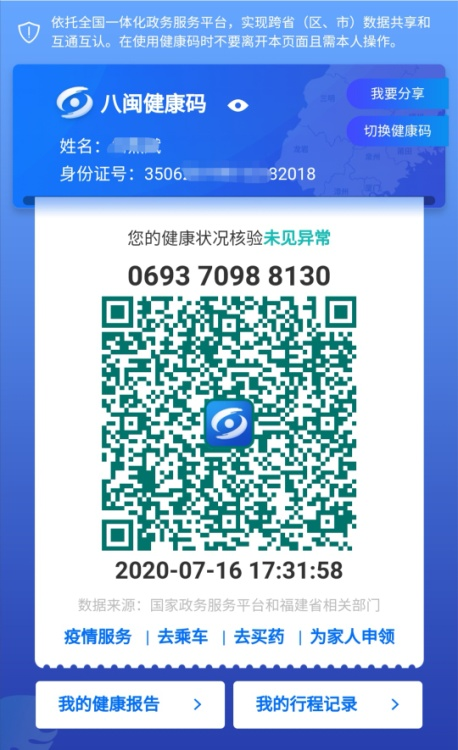 依托全国一体化政务服务平台，实现跨省（区、市）数据共享和
互通互认。在使用健康码时不要离开本页面且需本人操作。
八闽健康码
我要分享
切换健康码
姓名：
身份证号：3506 82018
您的健康状况核验未见异常
0693 7098 8130
2020-07-16 17:31:58
数据来源：国家政务服务平台和福建省相关部门
疫情服务 | 去乘车 | 去买药 | 为家人申领
我的健康报告 >
我的行程记录 >